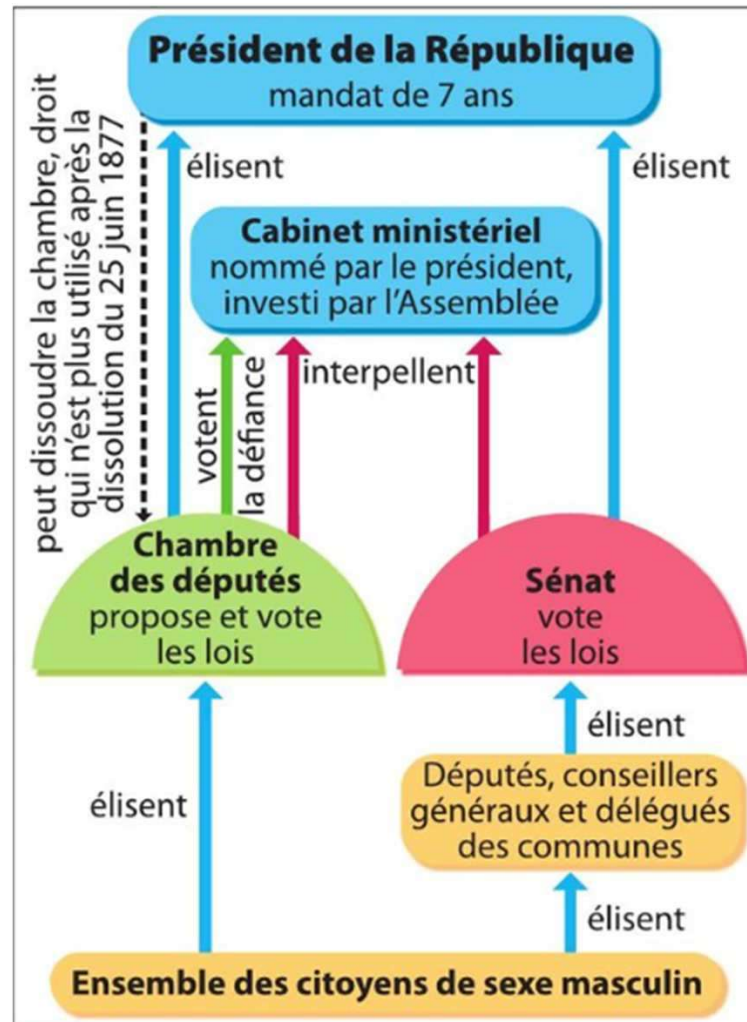 Président de la République
mandat de 7 ans
peut dissoudre la chambre, droit
qui n'est plus utilisé après la
dissolution du 25 juin 1877
élisent
élisent
Cabinet ministériel
nommé par le président,
investi par l'Assemblée
votent
la défiance
interpellent
Chambre
des députés
propose et vote
les lois
Sénat
vote
les lois
élisent
élisent
Députés, conseillers
généraux et délégués
des communes
élisent
Ensemble des citoyens de sexe masculin